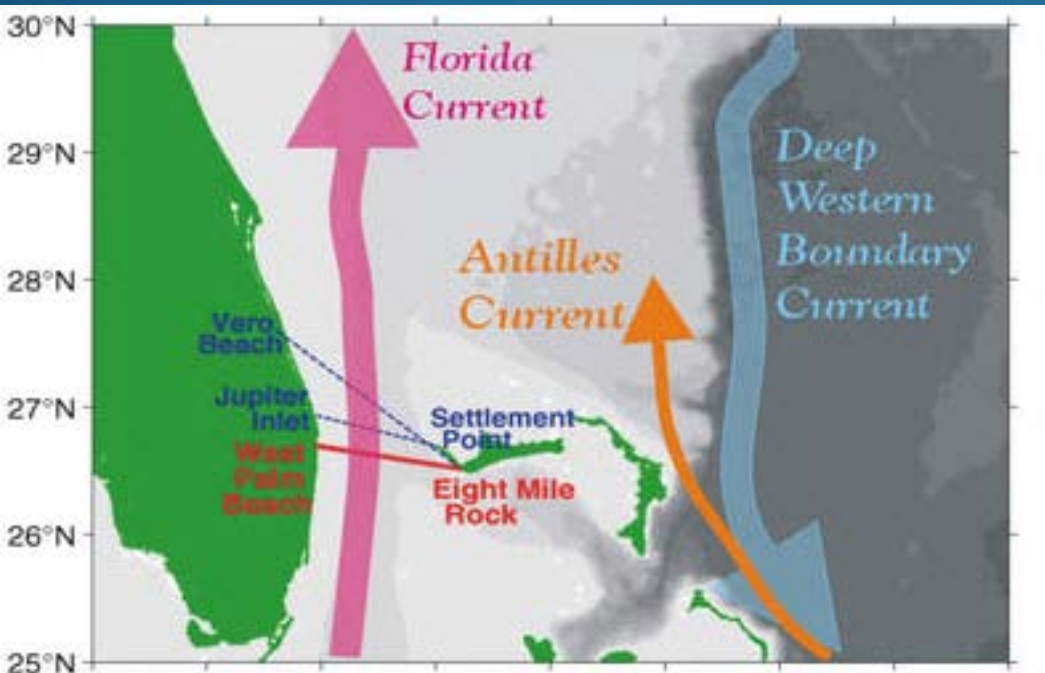 30°N
29°N
28°N
27°N
26°N
25°N
Florida
Current
Deep
Western
Boundary
Current
Antilles
Current
Vero
Beach
Jupiter
Inlet
West
Palm
Beach
Settlement
Point
Eight Mile
Rock